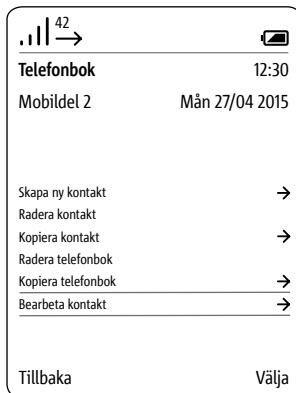 42
Telefonbok 12:30
Mobildel 2 Mån 27/04 2015
Skapa ny kontakt
Radera kontakt
Kopiera kontakt
Radera telefonbok
Kopiera telefonbok
Bearbeta kontakt
Tillbaka Välja